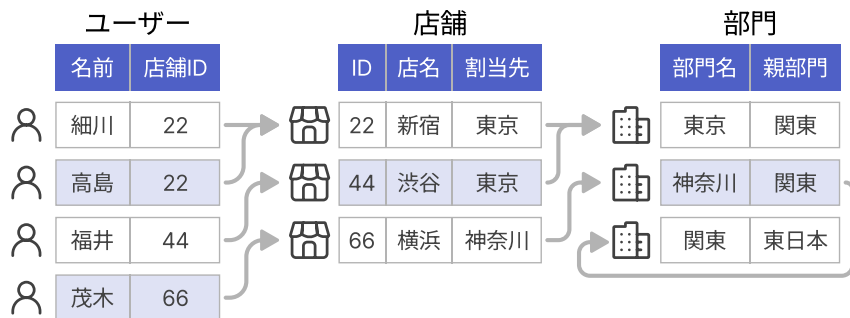 ユーザー 店舗 部門
名前 店舗ID ID 店名 割当先 部門名 親部門
細川 22 22 新宿 東京 東京 関東
高島 22 44 渋谷 東京 神奈川 関東
福井 44 66 横浜 神奈川 関東 東日本
茂木 66